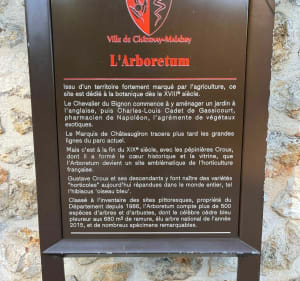 Ville de Châtenay-Malabry
L'Arboretum
Issu d'un territoire fortement marqué par l'agriculture, ce
site est dédié à la botanique dès le XVIIIᵉ siècle.
Le Chevalier du Bignon commence à y aménager un jardin à
l'anglaise, puis Charles-Louis Cadet de Gassicourt,
pharmacien de Napoléon, l'agrémente de végétaux
exotiques.
Le Marquis de Châteaugiron tracera plus tard les grandes
lignes du parc actuel.
Mais c'est à la fin du XIXᵉ siècle, avec les pépinières Croux,
dont il a formé le cœur historique et la vitrine, que
l'Arboretum devient un site emblématique de l'horticulture
française.
Gustave Croux et ses descendants y font naître des variétés
"horticoles" aujourd'hui répandues dans le monde entier, tel
l'hibiscus 'oiseau bleu'.
Classé à l'inventaire des sites pittoresques, propriété du
Département depuis 1986, l'Arboretum compte plus de 500
espèces d'arbres et d'arbustes, dont le célèbre cèdre bleu
pleureur aux 680 m² de ramure, élu arbre national de l'année
2015, et de nombreux spécimens remarquables.